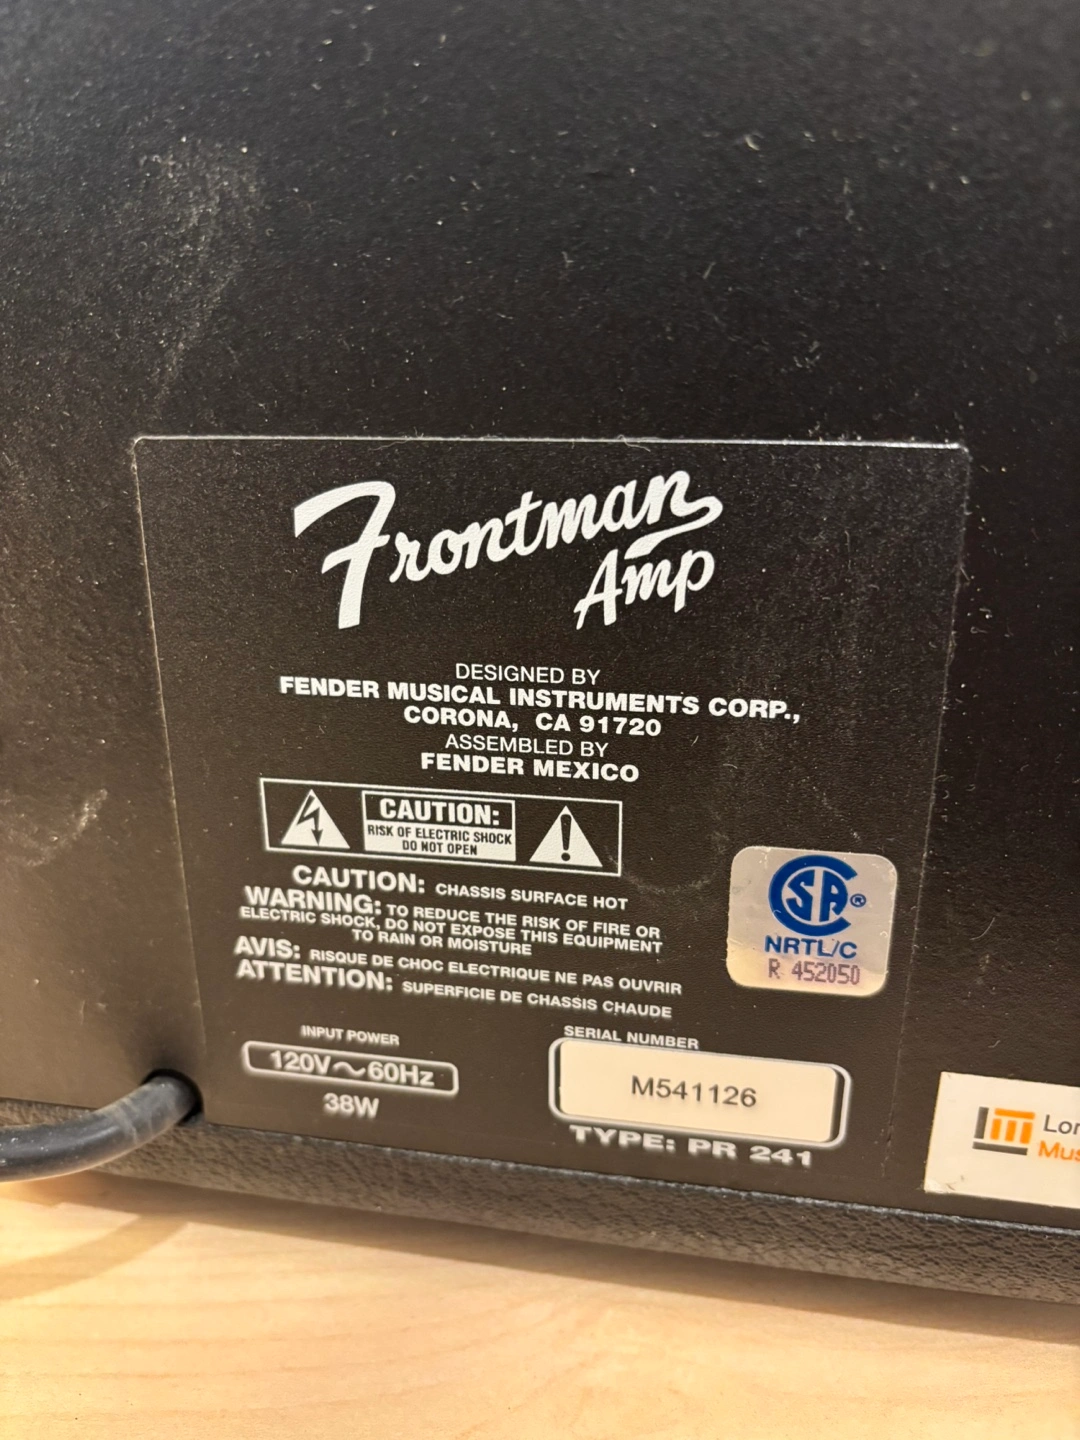 Frontman
Amp
DESIGNED BY
FENDER MUSICAL INSTRUMENTS CORP.,
CORONA, CA 91720
ASSEMBLED BY
FENDER MEXICO
CAUTION:
RISK OF ELECTRIC SHOCK
DO NOT OPEN
CAUTION: CHASSIS SURFACE HOT
WARNING: TO REDUCE THE RISK OF FIRE OR
ELECTRIC SHOCK, DO NOT EXPOSE THIS EQUIPMENT
TO RAIN OR MOISTURE
AVIS: RISQUE DE CHOC ELECTRIQUE NE PAS OUVRIR
ATTENTION: SUPERFICIE DE CHASSIS CHAUDE
SA®
NRTL/C
R 452050
INPUT POWER
120V~60Hz
38W
SERIAL NUMBER
M541126
TYPE: PR 241